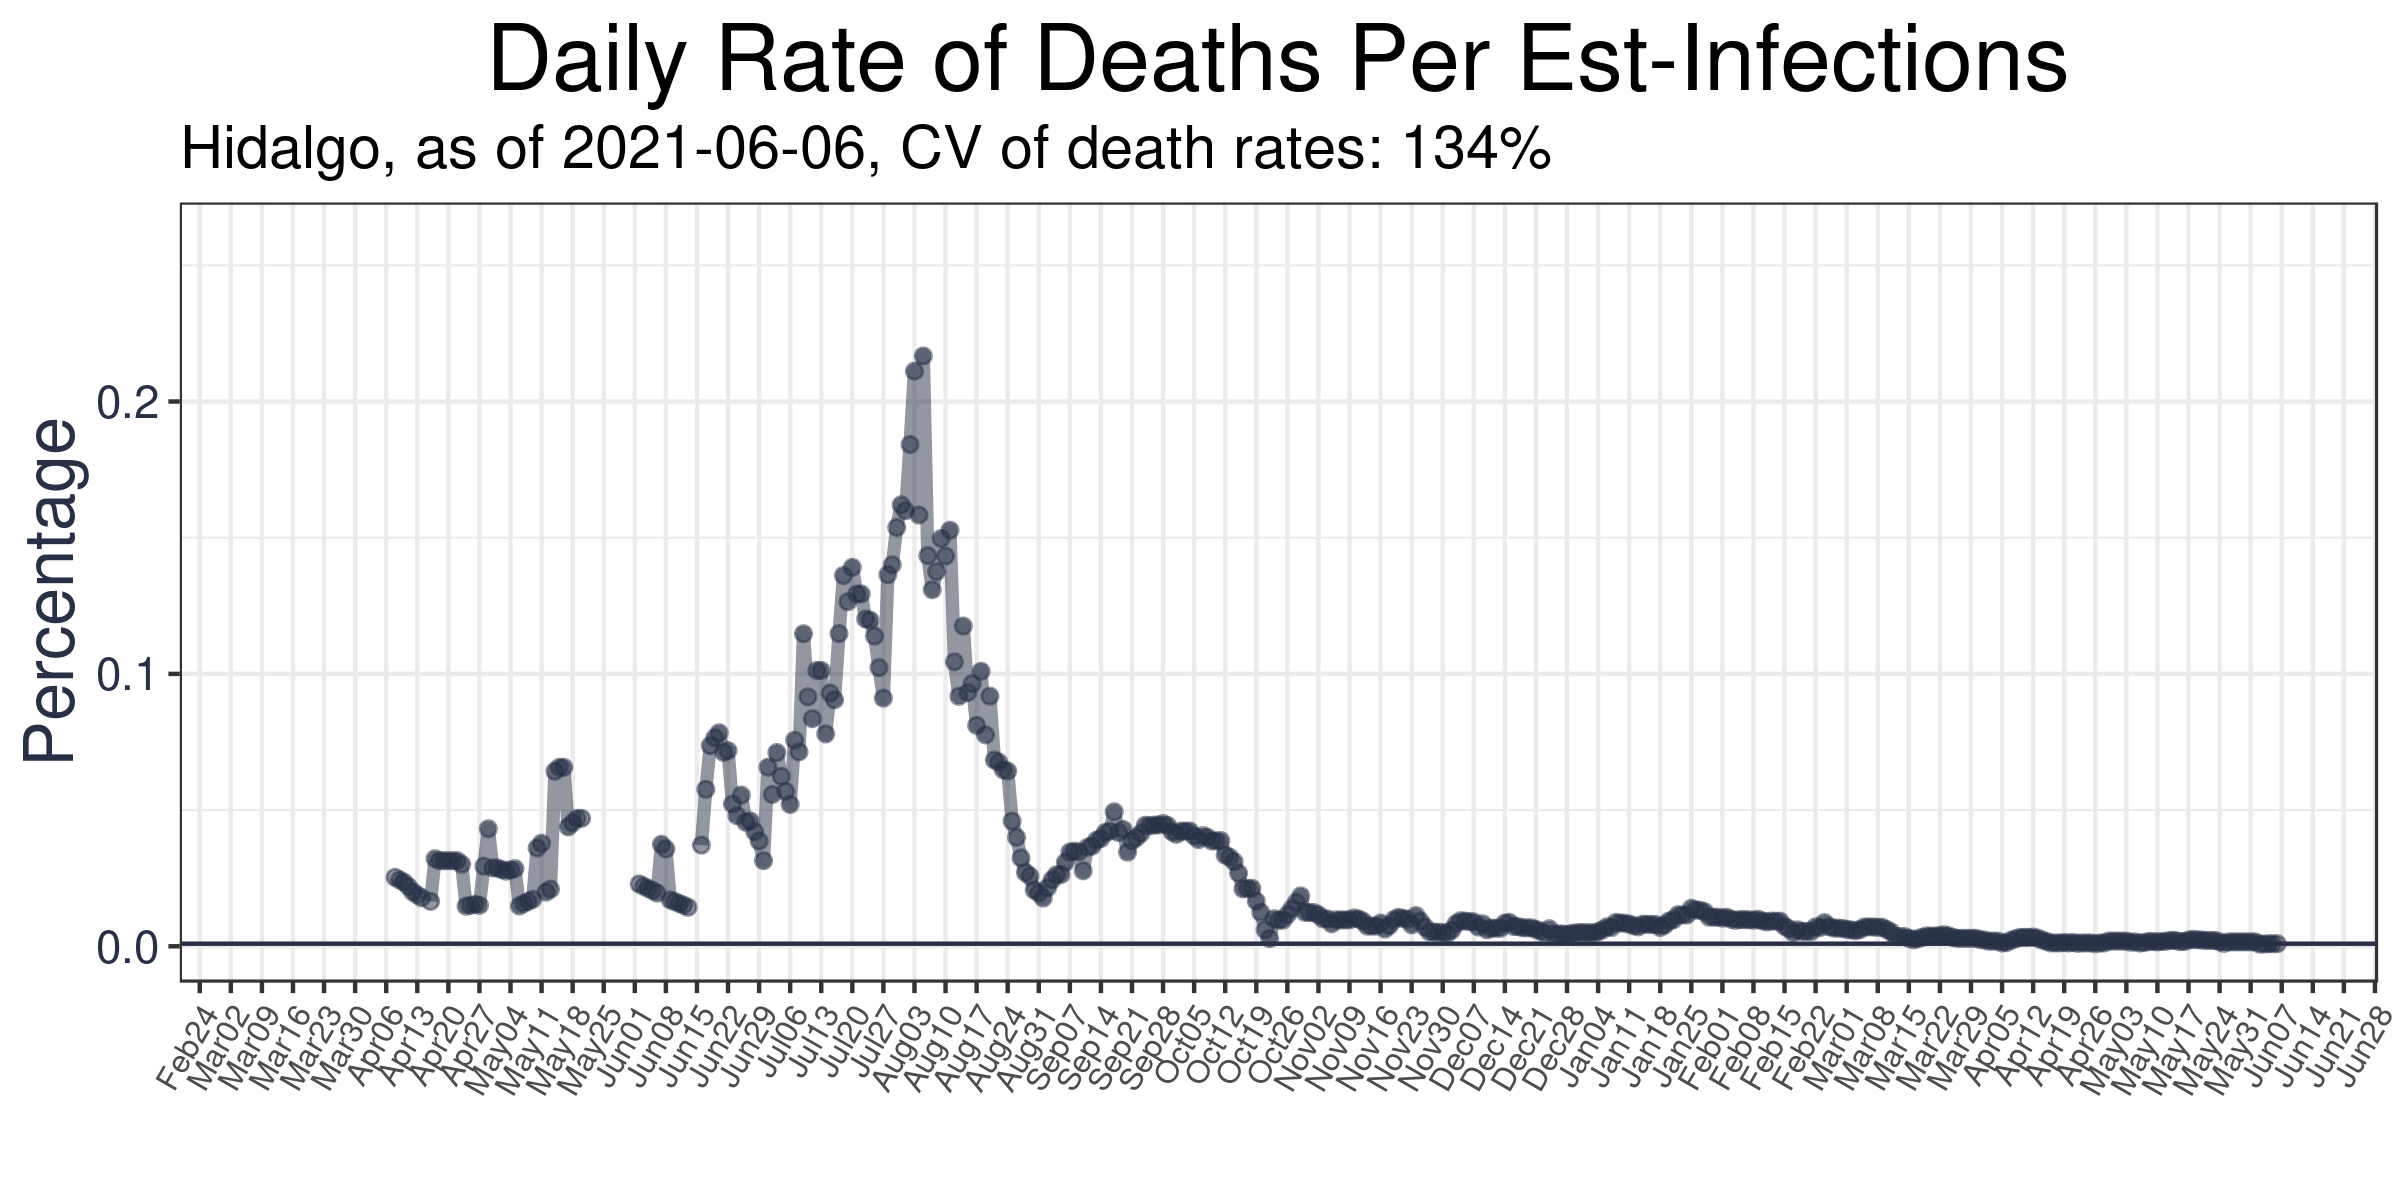 Daily Rate of Deaths Per Est-Infections
Hidalgo, as of 2021-06-06, CV of death rates: 134%
Percentage
0.2
0.1
0.0
Feb24
Mar02
Mar09
Mar16
Mar23
Mar30
Apr06
Apr13
Apr20
Apr27
May04
May11
May18
May25
Jun01
Jun08
Jun15
Jun22
Jun29
Jul06
Jul13
Jul20
Jul27
Aug03
Aug10
Aug17
Aug24
Aug31
Sep07
Sep14
Sep21
Sep28
Oct05
Oct12
Oct19
Oct26
Nov02
Nov09
Nov16
Nov23
Nov30
Dec07
Dec14
Dec21
Dec28
Jan04
Jan11
Jan18
Jan25
Feb01
Feb08
Feb15
Feb22
Mar01
Mar08
Mar15
Mar22
Mar29
Apr05
Apr12
Apr19
Apr26
May03
May10
May17
May24
May31
Jun07
Jun14
Jun21
Jun28